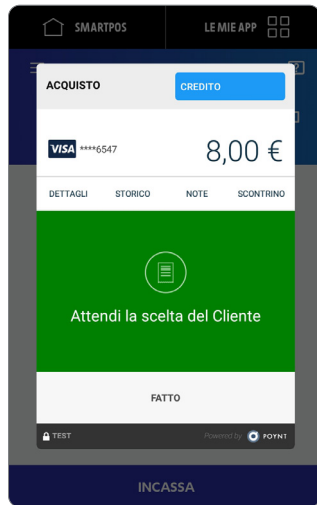 SMARTPOS
LE MIE APP
ACQUISTO
CREDITO
VISA ****6547
8,00 €
DETTAGLI STORICO NOTE SCONTRINO
Attendi la scelta del Cliente
FATTO
TEST
Powered by POYNT
INCASSA